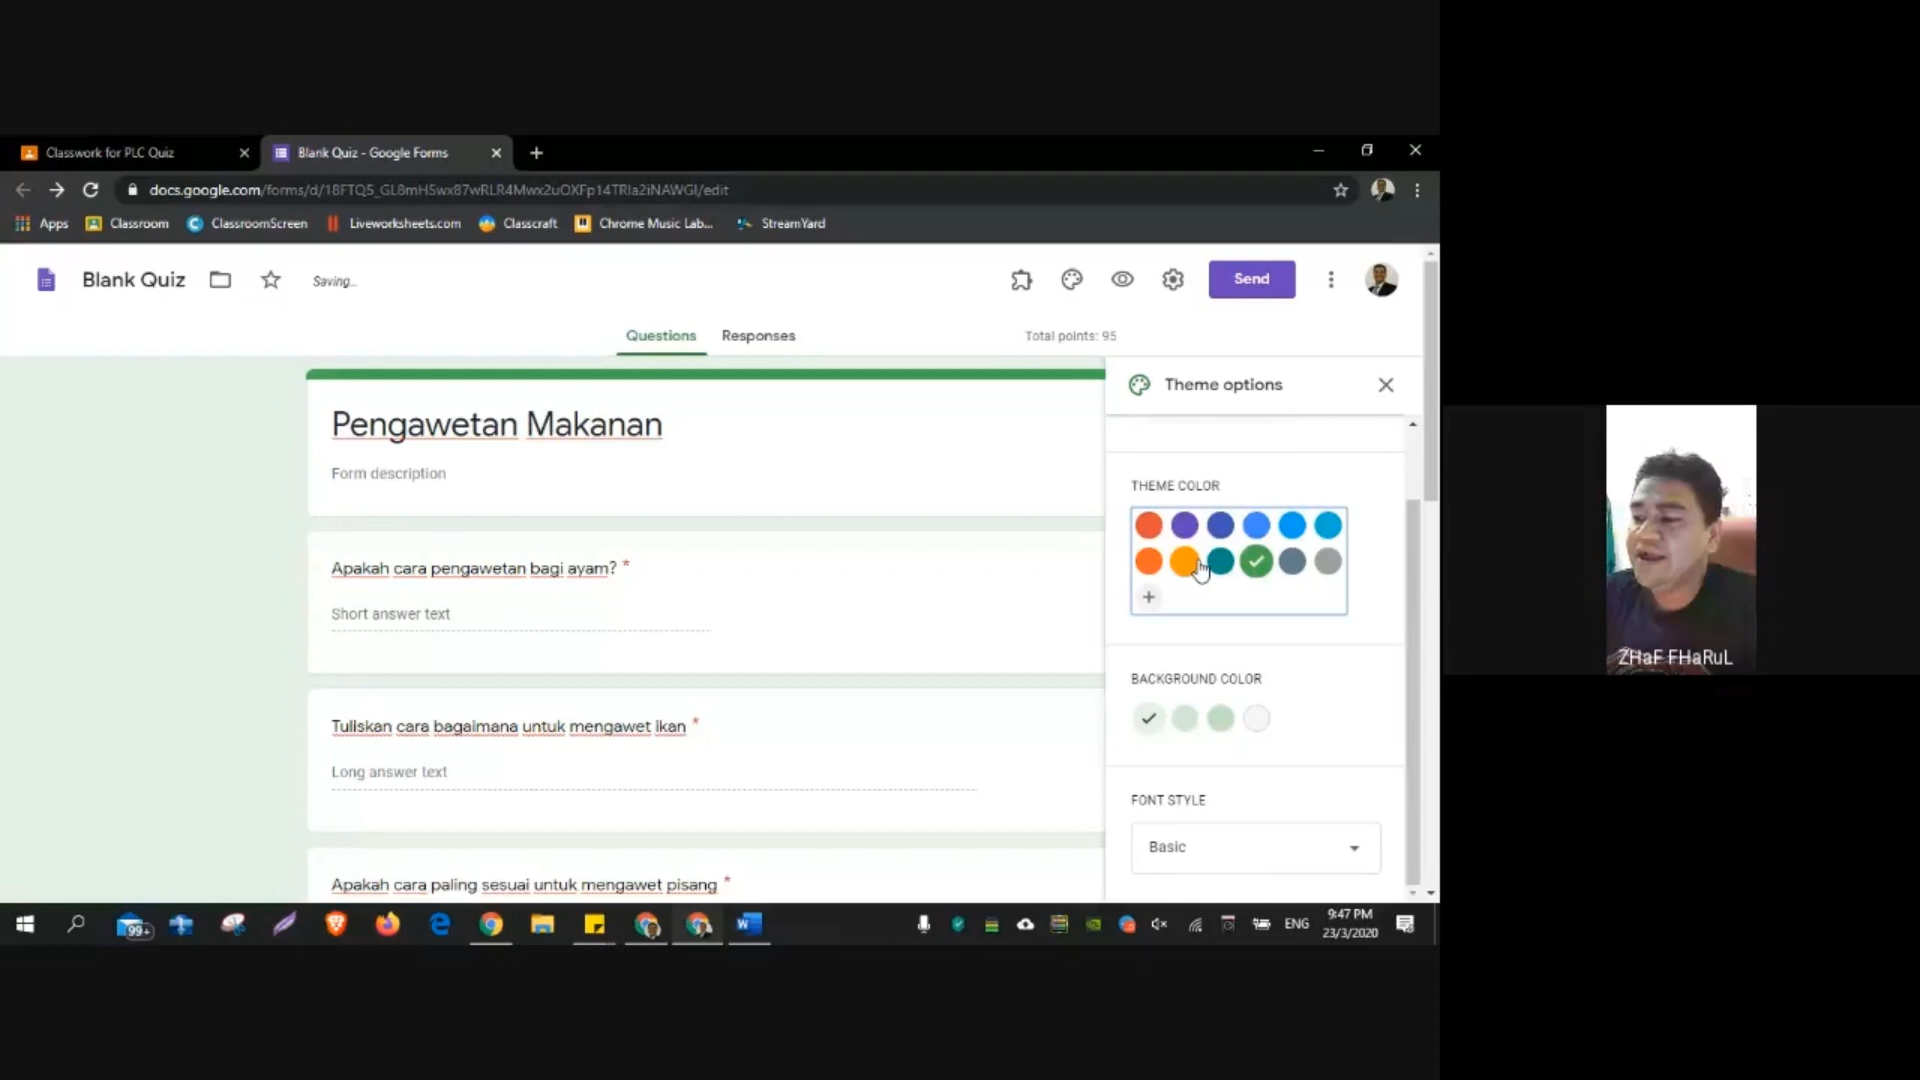 Classwork for PLC Quiz
Blank Quiz - Google Forms
docs.google.com/forms/d/18FTQ5_GL8mH5wx87wRLR4Mwx2uOXFp14TRIa2iNAWGI/edit
Apps Classroom ClassroomScreen Liveworksheets.com Classcraft Chrome Music Lab... StreamYard
Blank Quiz Saving... Send
Questions Responses Total points: 95
Theme options
Pengawetan Makanan
Form description
THEME COLOR
Apakah cara pengawetan bagi ayam? *
Short answer text
+
BACKGROUND COLOR
Tuliskan cara bagaimana untuk mengawet ikan *
Long answer text
FONT STYLE
Basic
Apakah cara paling sesuai untuk mengawet pisang *
ZHaF FHaRuL
99+ ENG 9:47 PM
23/3/2020